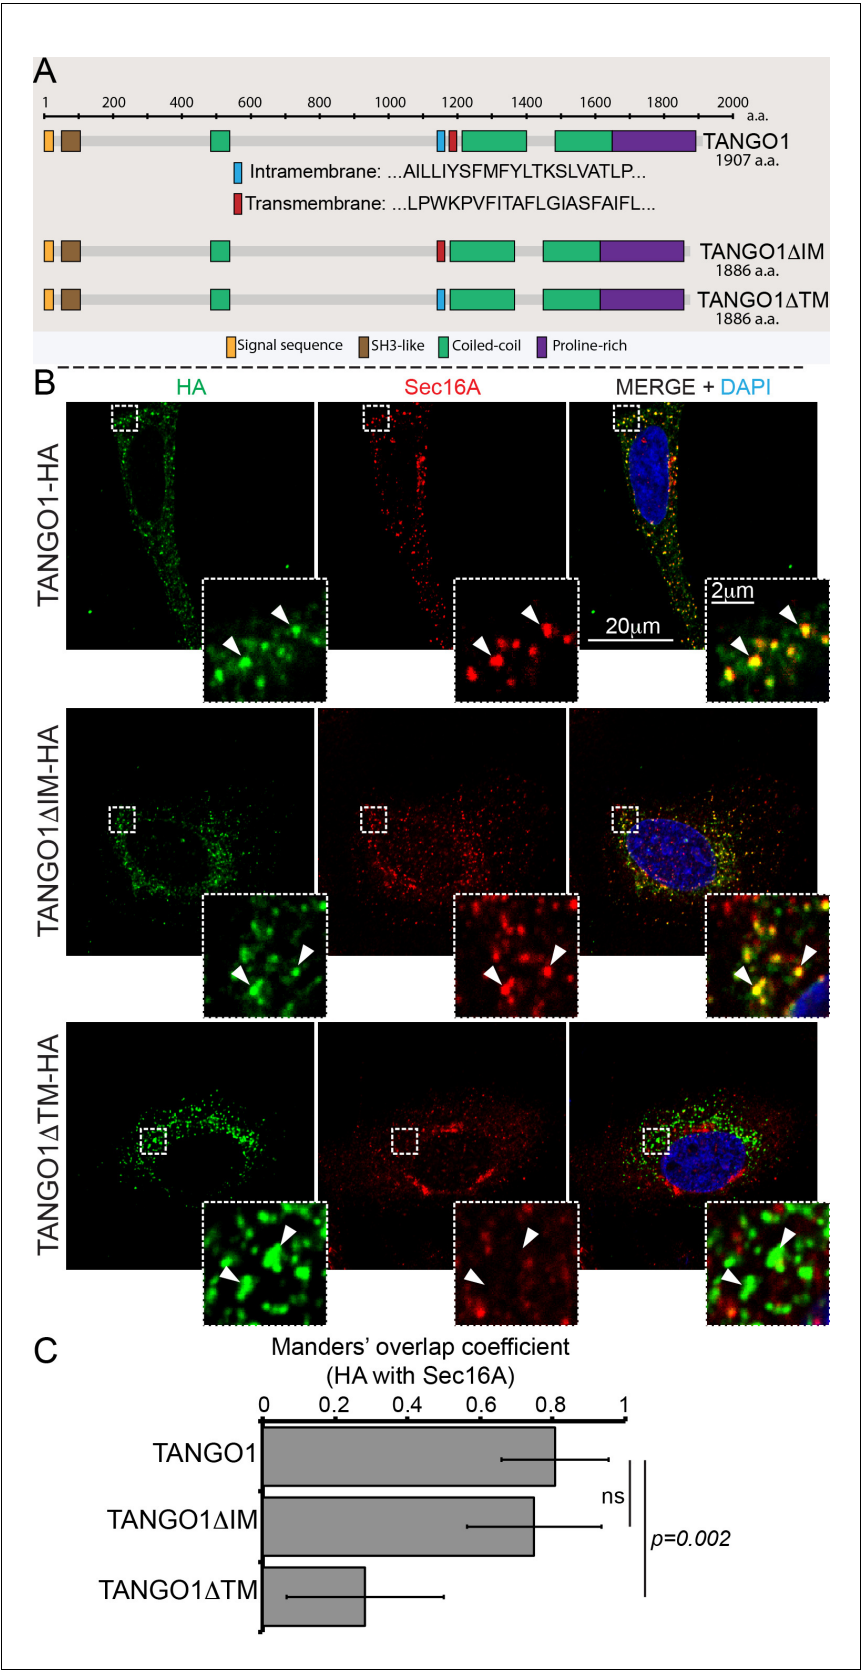 A
1 200 400 600 800 1000 1200 1400 1600 1800 2000 a.a.
TANGO1
1907 a.a.
Intramembrane: ...AILLIYSFMFYLTKSLVATLP...
Transmembrane: ...LPWKPVFITAFLGIASFAIFL...
TANGO1ΔIM
1886 a.a.
TANGO1ΔTM
1886 a.a.
Signal sequence SH3-like Coiled-coil Proline-rich
B
HA Sec16A MERGE + DAPI
TANGO1-HA
2μm
20μm
TANGO1ΔIM-HA
TANGO1ΔTM-HA
C
Manders' overlap coefficient
(HA with Sec16A)
0 0.2 0.4 0.6 0.8 1
TANGO1
ns
TANGO1ΔIM
p=0.002
TANGO1ΔTM